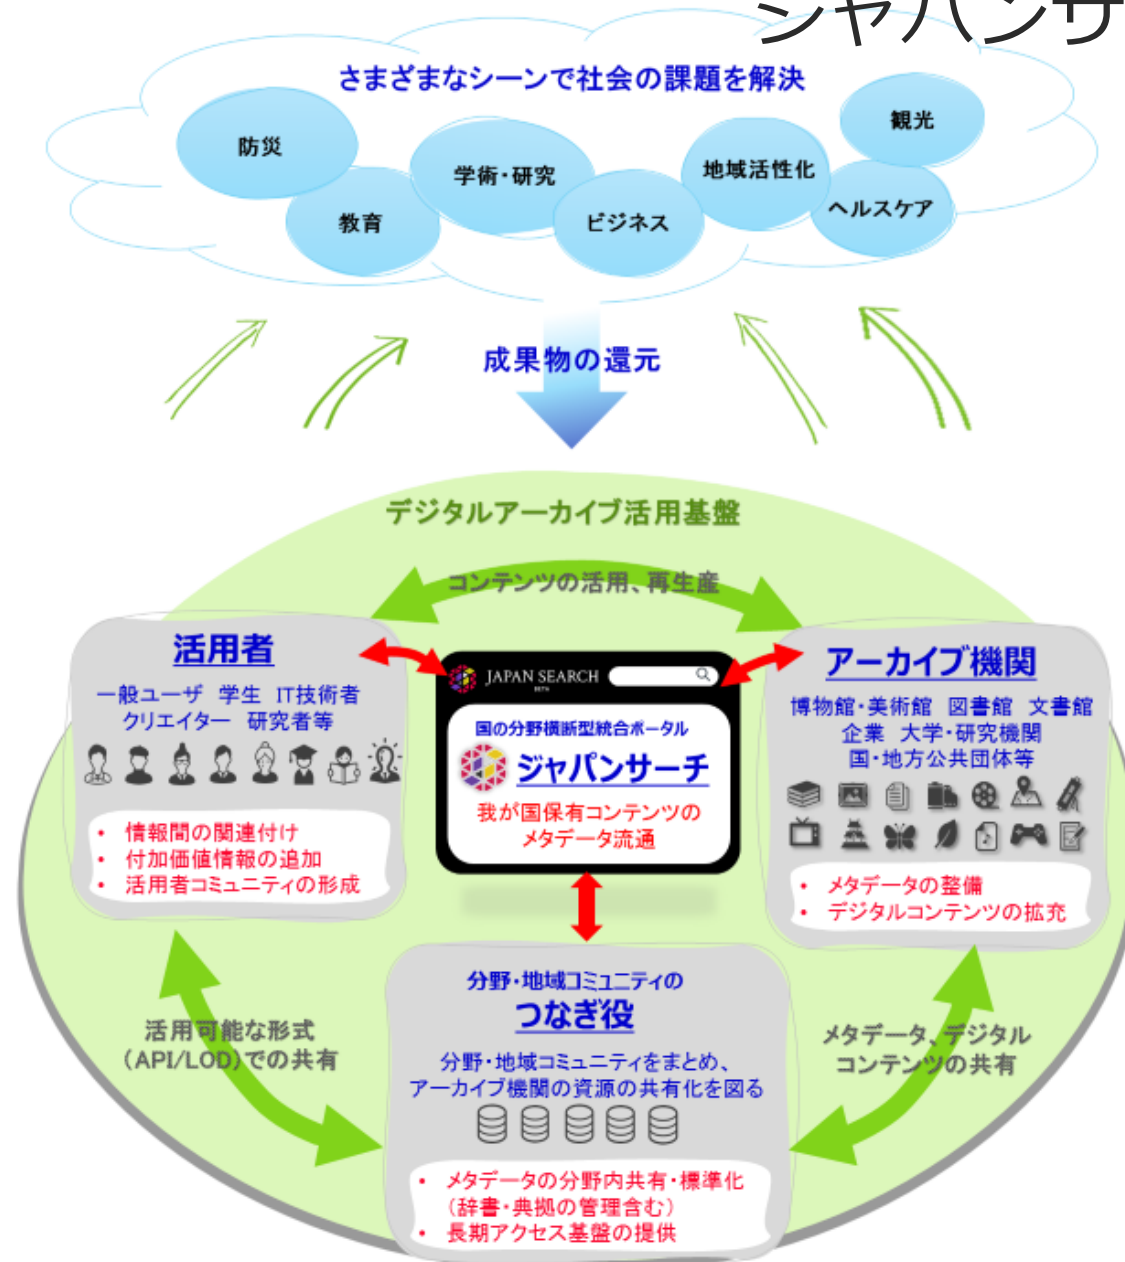 ジャパンサ
さまざまなシーンで社会の課題を解決
防災
教育
学術・研究
ビジネス
地域活性化
観光
ヘルスケア
成果物の還元
デジタルアーカイブ活用基盤
コンテンツの活用、再生産
活用者
一般ユーザ 学生 IT技術者
クリエイター 研究者等
・ 情報間の関連付け
・ 付加価値情報の追加
・ 活用者コミュニティの形成
JAPAN SEARCH
BETA
国の分野横断型統合ポータル
ジャパンサーチ
我が国保有コンテンツの
メタデータ流通
アーカイブ機関
博物館・美術館 図書館 文書館
企業 大学・研究機関
国・地方公共団体等
・ メタデータの整備
・ デジタルコンテンツの拡充
活用可能な形式
(API/LOD)での共有
メタデータ、デジタル
コンテンツの共有
分野・地域コミュニティの
つなぎ役
分野・地域コミュニティをまとめ、
アーカイブ機関の資源の共有化を図る
・ メタデータの分野内共有・標準化
(辞書・典拠の管理含む)
・ 長期アクセス基盤の提供